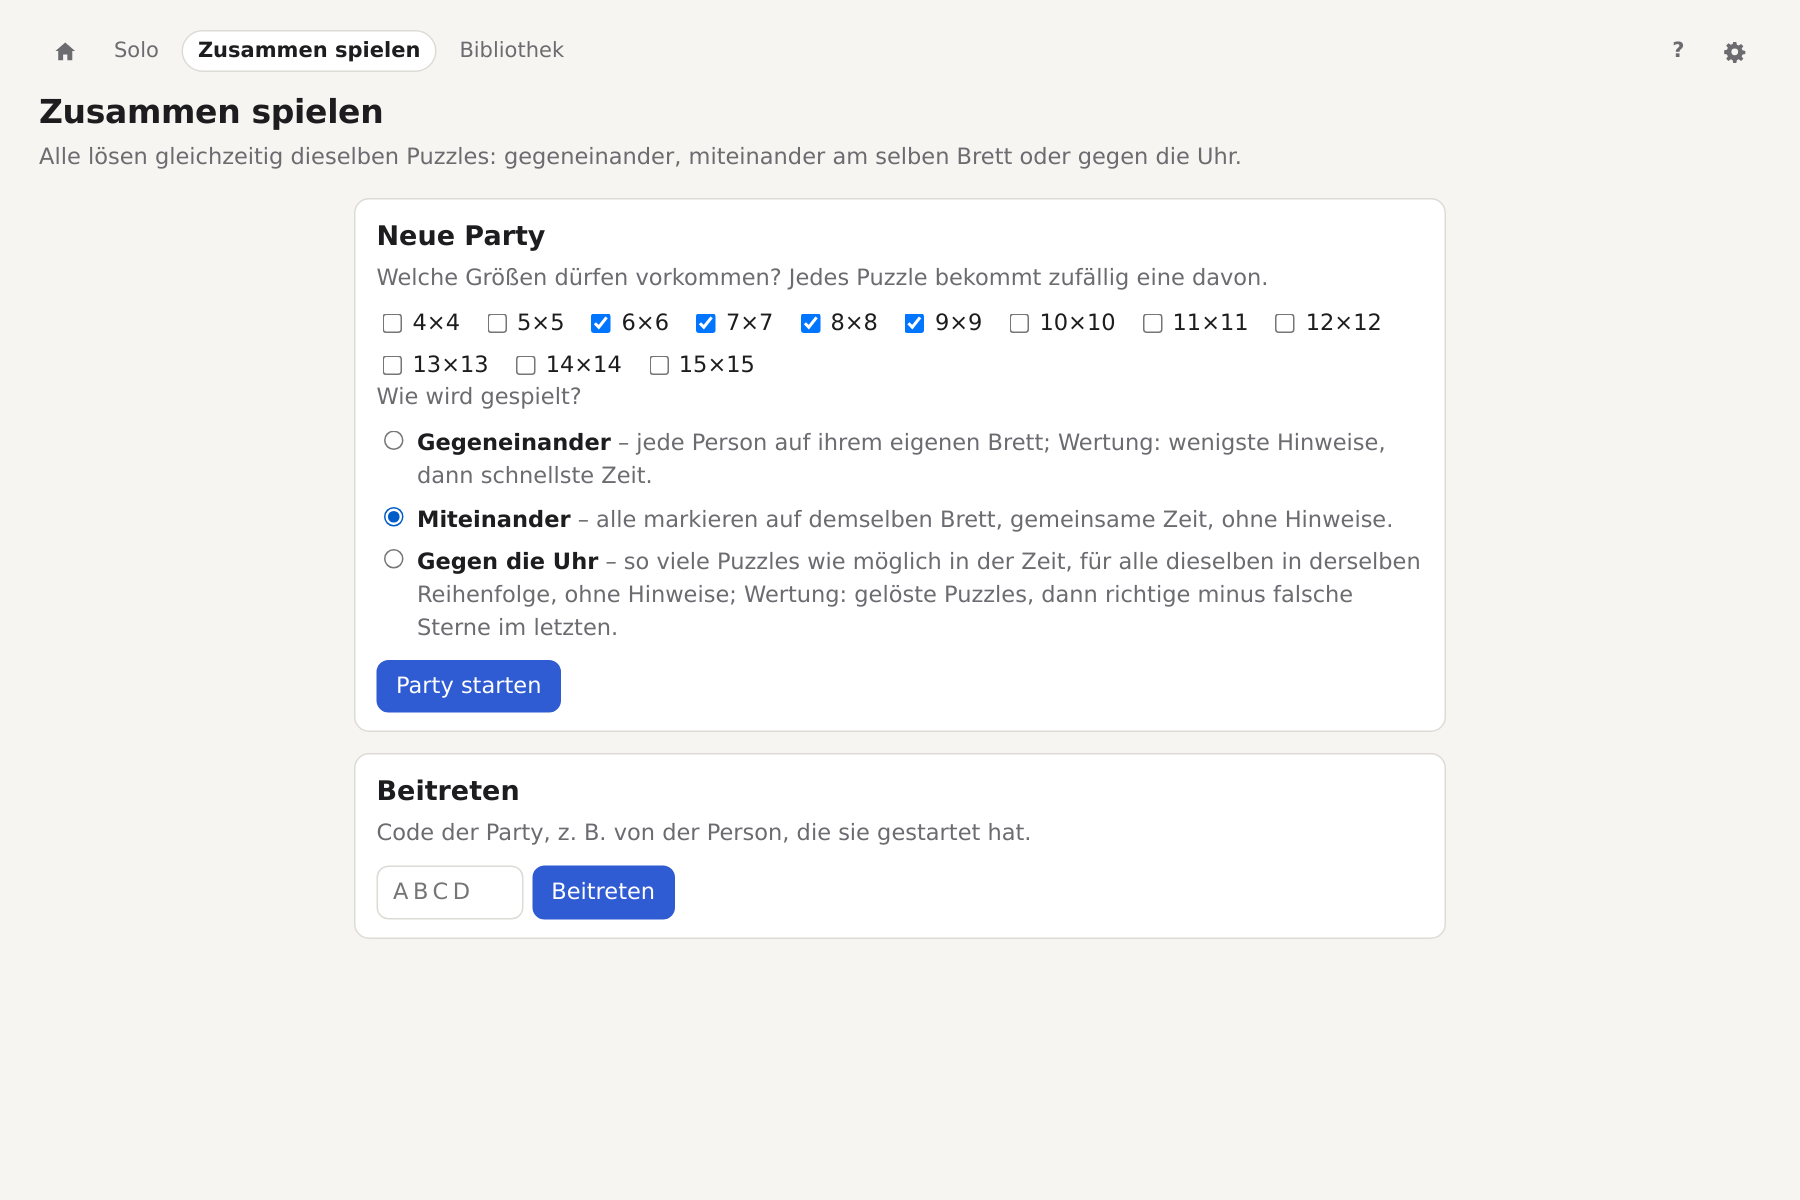 Solo Zusammen spielen Bibliothek ?
Zusammen spielen
Alle lösen gleichzeitig dieselben Puzzles: gegeneinander, miteinander am selben Brett oder gegen die Uhr.
Neue Party
Welche Größen dürfen vorkommen? Jedes Puzzle bekommt zufällig eine davon.
4×4 5×5 6×6 7×7 8×8 9×9 10×10 11×11 12×12
13×13 14×14 15×15
Wie wird gespielt?
Gegeneinander – jede Person auf ihrem eigenen Brett; Wertung: wenigste Hinweise,
dann schnellste Zeit.
Miteinander – alle markieren auf demselben Brett, gemeinsame Zeit, ohne Hinweise.
Gegen die Uhr – so viele Puzzles wie möglich in der Zeit, für alle dieselben in derselben
Reihenfolge, ohne Hinweise; Wertung: gelöste Puzzles, dann richtige minus falsche
Sterne im letzten.
Party starten
Beitreten
Code der Party, z. B. von der Person, die sie gestartet hat.
ABCD Beitreten